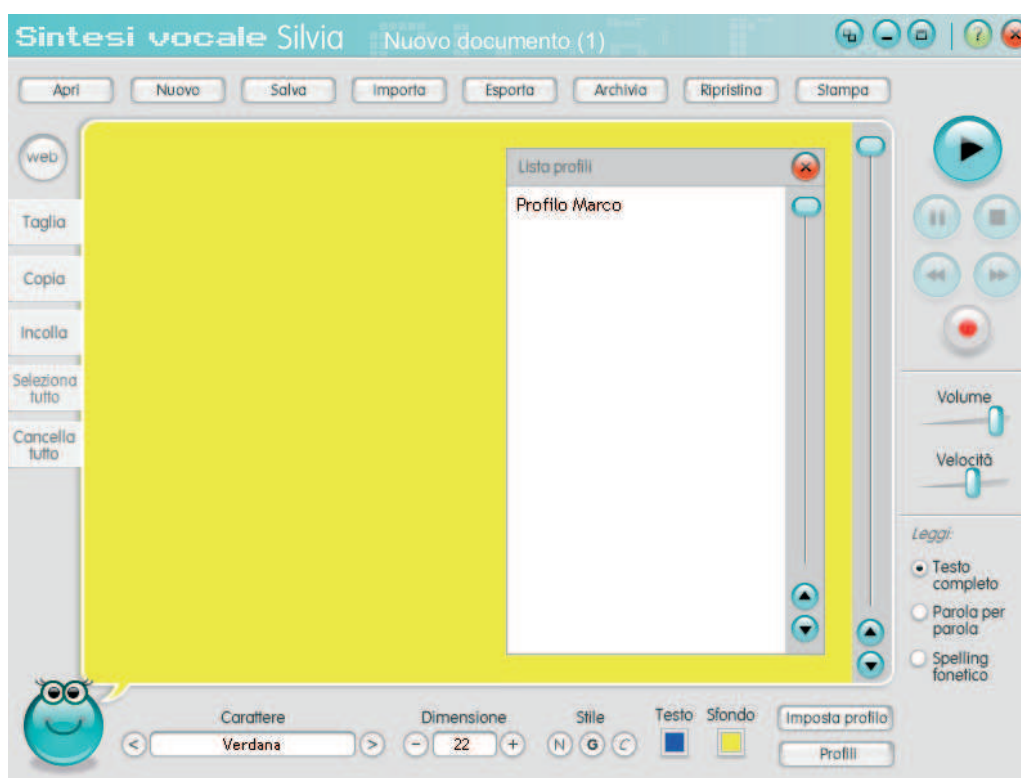 Sintesi vocale Silvia Nuovo documento (1)
Apri Nuovo Salva Importa Esporta Archivia Ripristina Stampa
web
Taglia
Copia
Incolla
Seleziona
tutto
Cancella
tutto
Lista profili
Profilo Marco
Volume
Velocità
Leggi:
Testo
completo
Parola per
parola
Spelling
fonetico
Carattere Dimensione Stile Testo Sfondo
< Verdana > - 22 + N G C
Imposta profilo
Profili